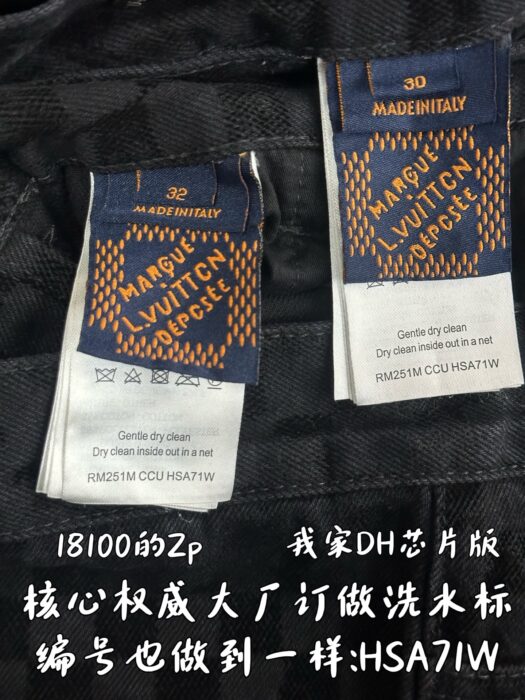 32
MADEINITALY
MARQUE
L.VUITTON
DÉPOSÉE
Gentle dry clean
Dry clean inside out in a net
RM251M CCU HSA71W
30
MADEINITALY
MARQUE
L.VUITTON
DÉPOSÉE
Gentle dry clean
Dry clean inside out in a net
RM251M CCU HSA71W
18100的Zp
我家DH芯片版
核心权威大厂订做洗水标
编号也做到一样:HSA71W